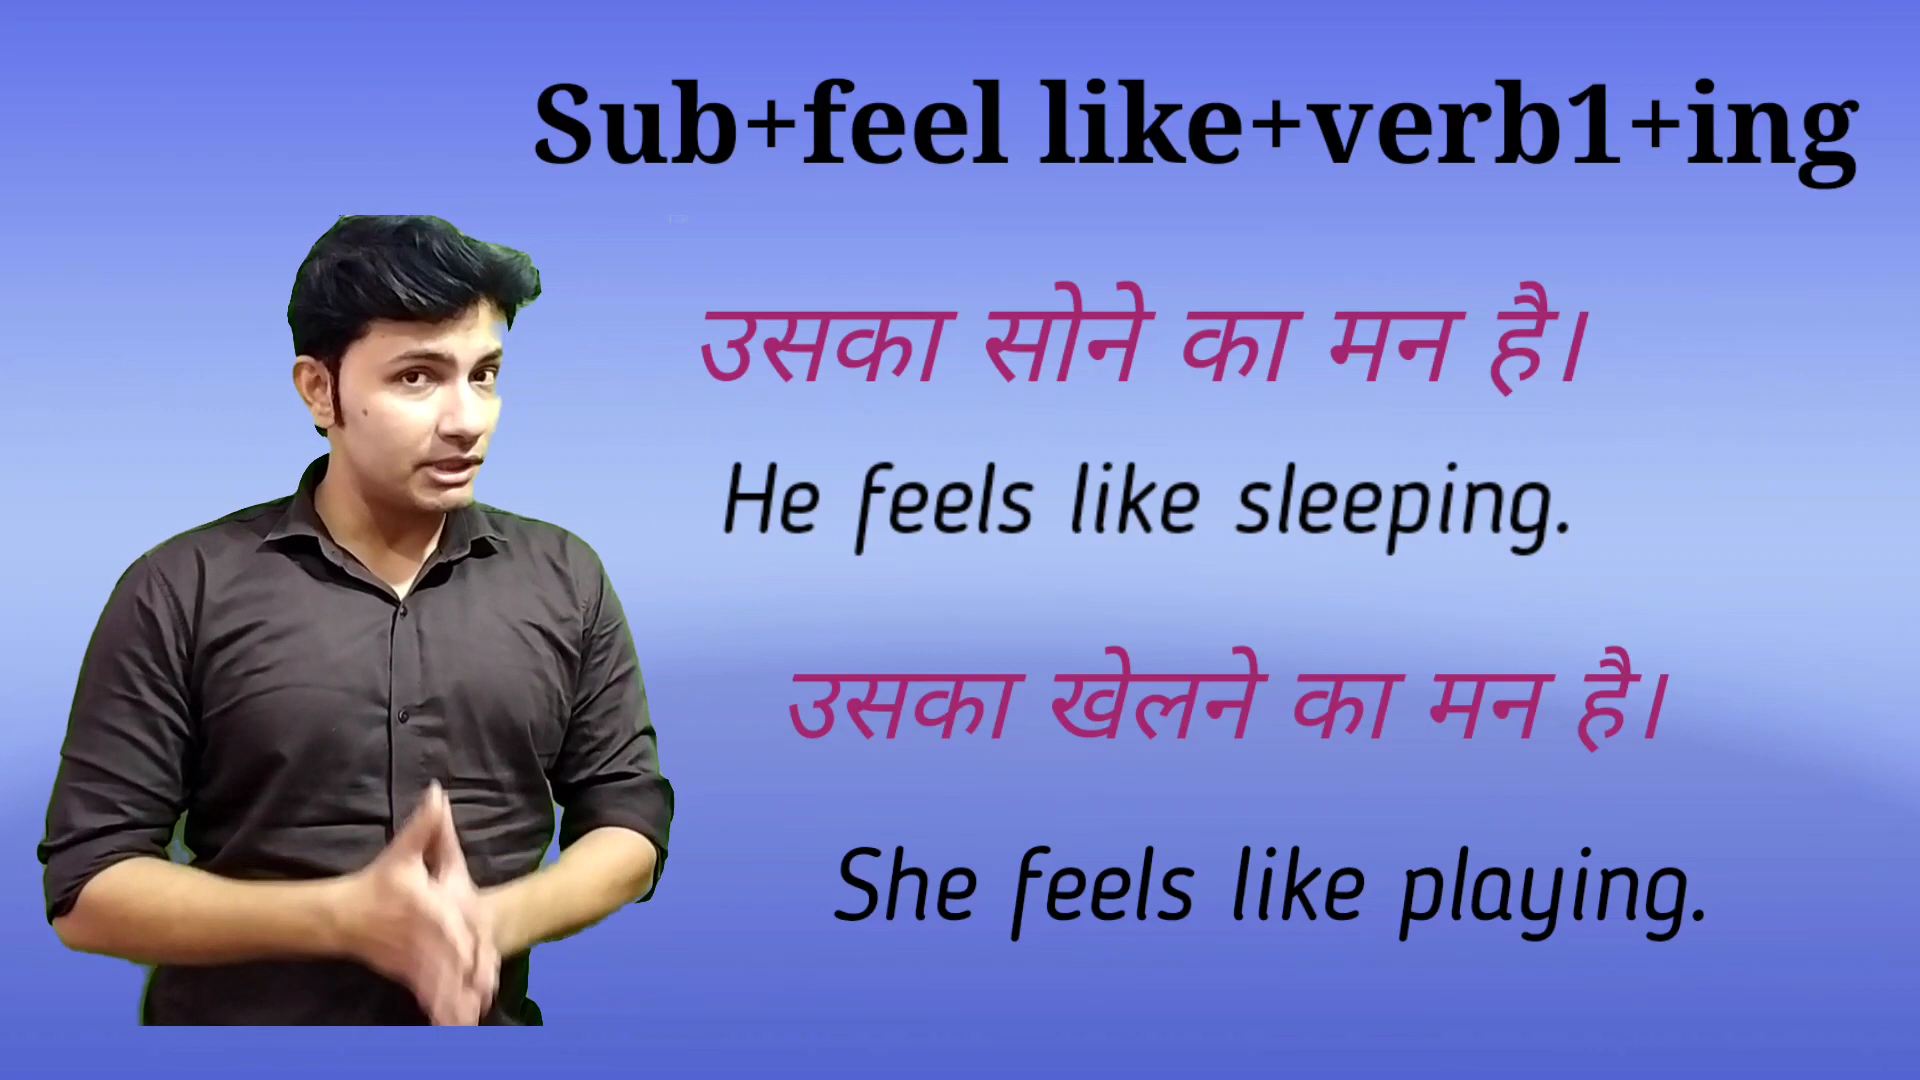 Sub+feel like+verb1+ing
उसका सोने का मन है।
He feels like sleeping.
उसका खेलने का मन है।
She feels like playing.